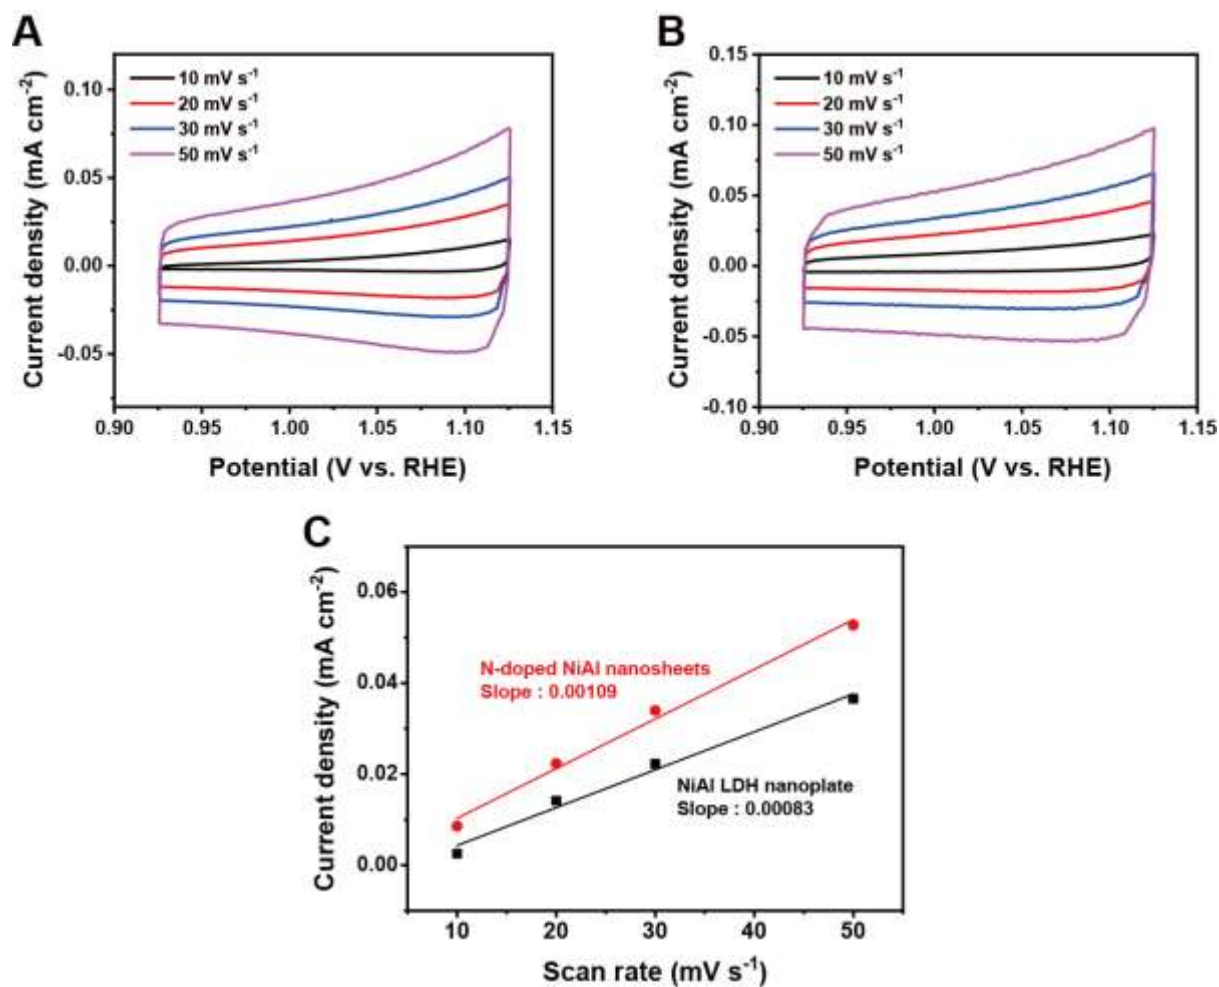 A
10 mV s⁻¹
20 mV s⁻¹
30 mV s⁻¹
50 mV s⁻¹
Current density (mA cm⁻²)
0.10
0.05
0.00
-0.05
0.90 0.95 1.00 1.05 1.10 1.15
Potential (V vs. RHE)
B
10 mV s⁻¹
20 mV s⁻¹
30 mV s⁻¹
50 mV s⁻¹
Current density (mA cm⁻²)
0.15
0.10
0.05
0.00
-0.05
-0.10
0.90 0.95 1.00 1.05 1.10 1.15
Potential (V vs. RHE)
C
Current density (mA cm⁻²)
0.06
0.04
0.02
0.00
N-doped NiAl nanosheets
Slope : 0.00109
NiAl LDH nanoplate
Slope : 0.00083
10 20 30 40 50
Scan rate (mV s⁻¹)